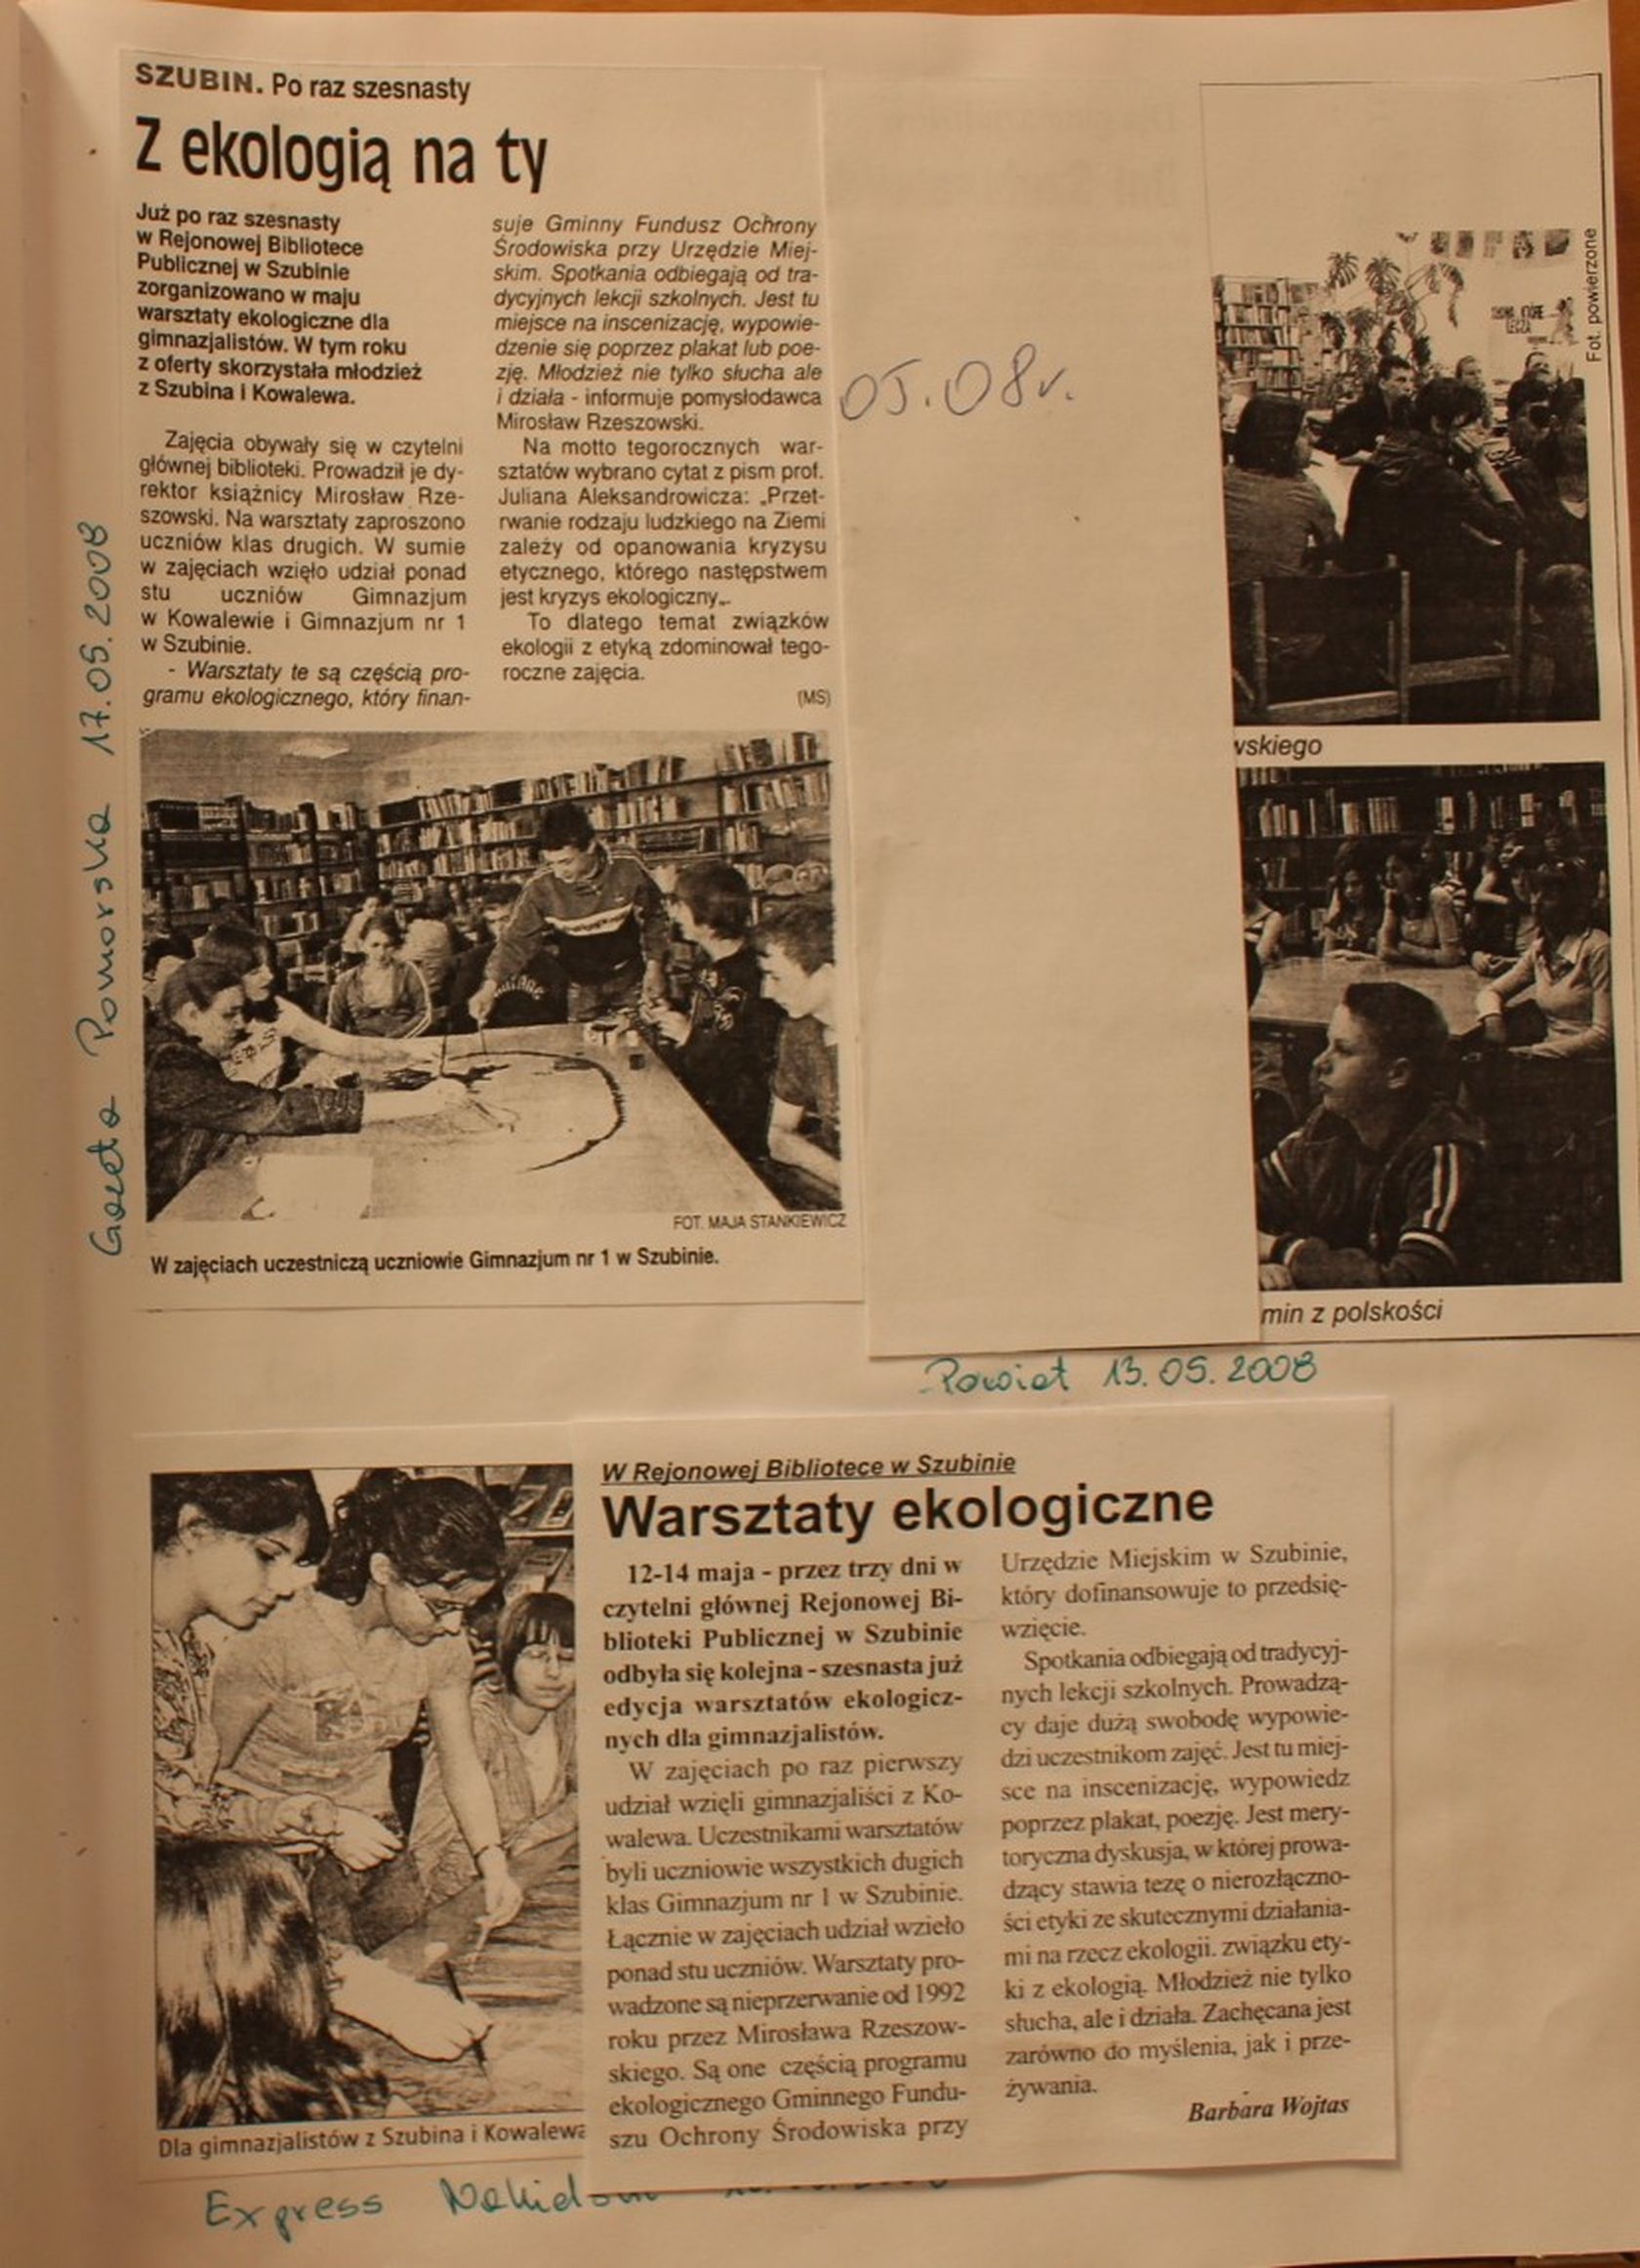 SZUBIN. Po raz szesnasty
Z ekologią na ty
Już po raz szesnasty
w Rejonowej Bibliotece
Publicznej w Szubinie
zorganizowano w maju
warsztaty ekologiczne dla
gimnazjalistów. W tym roku
z oferty skorzystała młodzież
z Szubina i Kowalewa.
Zajęcia obywały się w czytelni
głównej biblioteki. Prowadził je dy-
rektor książnicy Mirosław Rze-
szowski. Na warsztaty zaproszono
uczniów klas drugich. W sumie
w zajęciach wzięło udział ponad
stu uczniów Gimnazjum
w Kowalewie i Gimnazjum nr 1
w Szubinie.
- Warsztaty te są częścią pro-
gramu ekologicznego, który finan-
suje Gminny Fundusz Ochrony
Środowiska przy Urzędzie Miej-
skim. Spotkania odbiegają od tra-
dycyjnych lekcji szkolnych. Jest tu
miejsce na inscenizację, wypowie-
dzenie się poprzez plakat lub poe-
zję. Młodzież nie tylko słucha ale
i działa - informuje pomysłodawca
Mirosław Rzeszowski.
Na motto tegorocznych war-
sztatów wybrano cytat z pism prof.
Juliana Aleksandrowicza: „Przet-
rwanie rodzaju ludzkiego na Ziemi
zależy od opanowania kryzysu
etycznego, którego następstwem
jest kryzys ekologiczny„.
To dlatego temat związków
ekologii z etyką zdominował tego-
roczne zajęcia.
(MS)
FOT. MAJA STANKIEWICZ
W zajęciach uczestniczą uczniowie Gimnazjum nr 1 w Szubinie.
Gazeta Pomorska 17.05.2008
05.08r.
Fot. powierzone
KTÓRE
wskiego
min z polskości
Powiat 13.05.2008
Dla gimnazjalistów z Szubina i Kowalewa
Express
W Rejonowej Bibliotece w Szubinie
Warsztaty ekologiczne
12-14 maja - przez trzy dni w
czytelni głównej Rejonowej Bi-
blioteki Publicznej w Szubinie
odbyła się kolejna - szesnasta już
edycja warsztatów ekologicz-
nych dla gimnazjalistów.
W zajęciach po raz pierwszy
udział wzięli gimnazjaliści z Ko-
walewa. Uczestnikami warsztatów
byli uczniowie wszystkich dugich
klas Gimnazjum nr 1 w Szubinie.
Łącznie w zajęciach udział wzieło
ponad stu uczniów. Warsztaty pro-
wadzone są nieprzerwanie od 1992
roku przez Mirosława Rzeszow-
skiego. Są one częścią programu
ekologicznego Gminnego Fundu-
szu Ochrony Środowiska przy
Urzędzie Miejskim w Szubinie,
który dofinansowuje to przedsię-
wzięcie.
Spotkania odbiegają od tradycyj-
nych lekcji szkolnych. Prowadzą-
cy daje dużą swobodę wypowie-
dzi uczestnikom zajęć. Jest tu miej-
sce na inscenizację, wypowiedz
poprzez plakat, poezję. Jest mery-
toryczna dyskusja, w której prowa-
dzący stawia tezę o nierozłączno-
ści etyki ze skutecznymi działania-
mi na rzecz ekologii. związku ety-
ki z ekologią. Młodzież nie tylko
słucha, ale i działa. Zachęcana jest
zarówno do myślenia, jak i prze-
żywania.
Barbara Wojtas